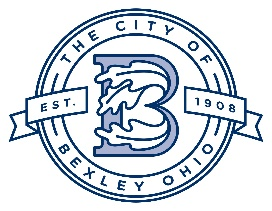 THE CITY OF
B
EST. 1908
BEXLEY OHIO